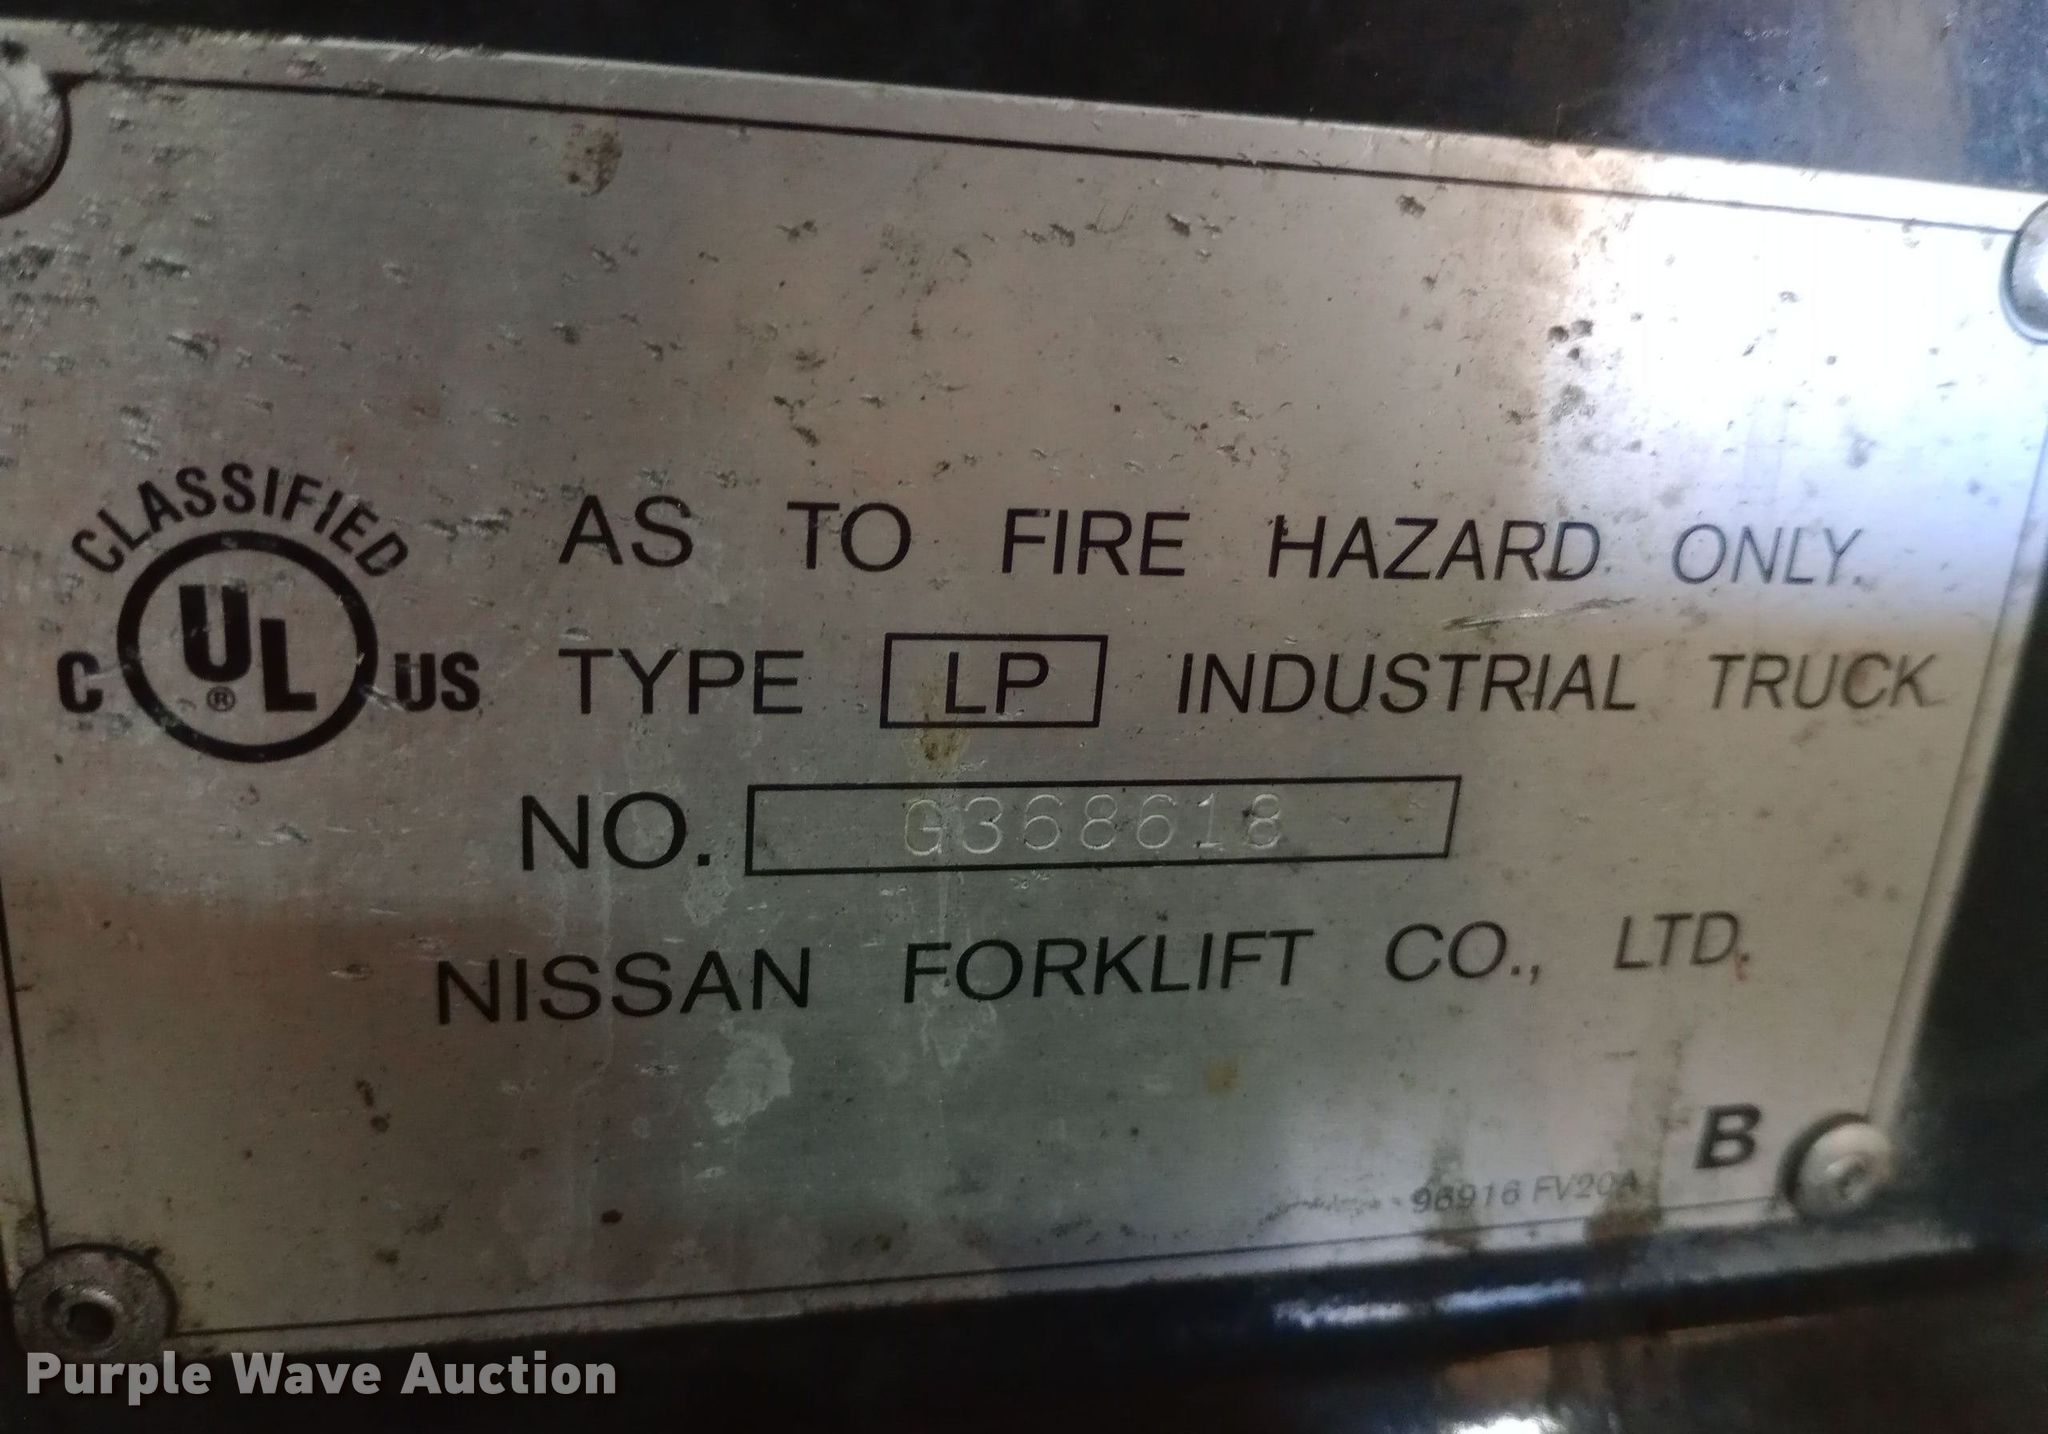 CLASSIFIED
C UL® US
AS TO FIRE HAZARD ONLY.
TYPE LP INDUSTRIAL TRUCK
NO. G368618
NISSAN FORKLIFT CO., LTD.
B
96916 FV20A
Purple Wave Auction